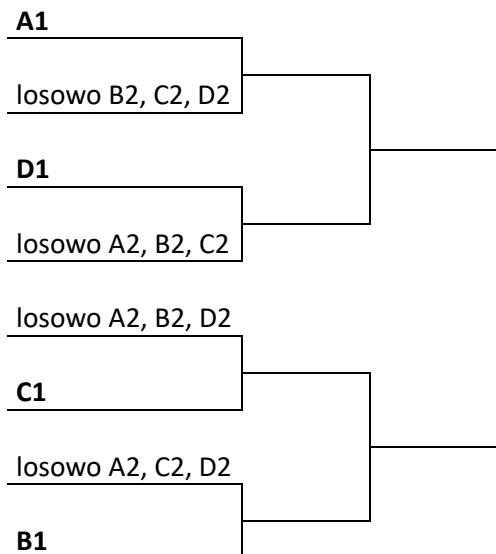 A1
losowo B2, C2, D2
D1
losowo A2, B2, C2
losowo A2, B2, D2
C1
losowo A2, C2, D2
B1